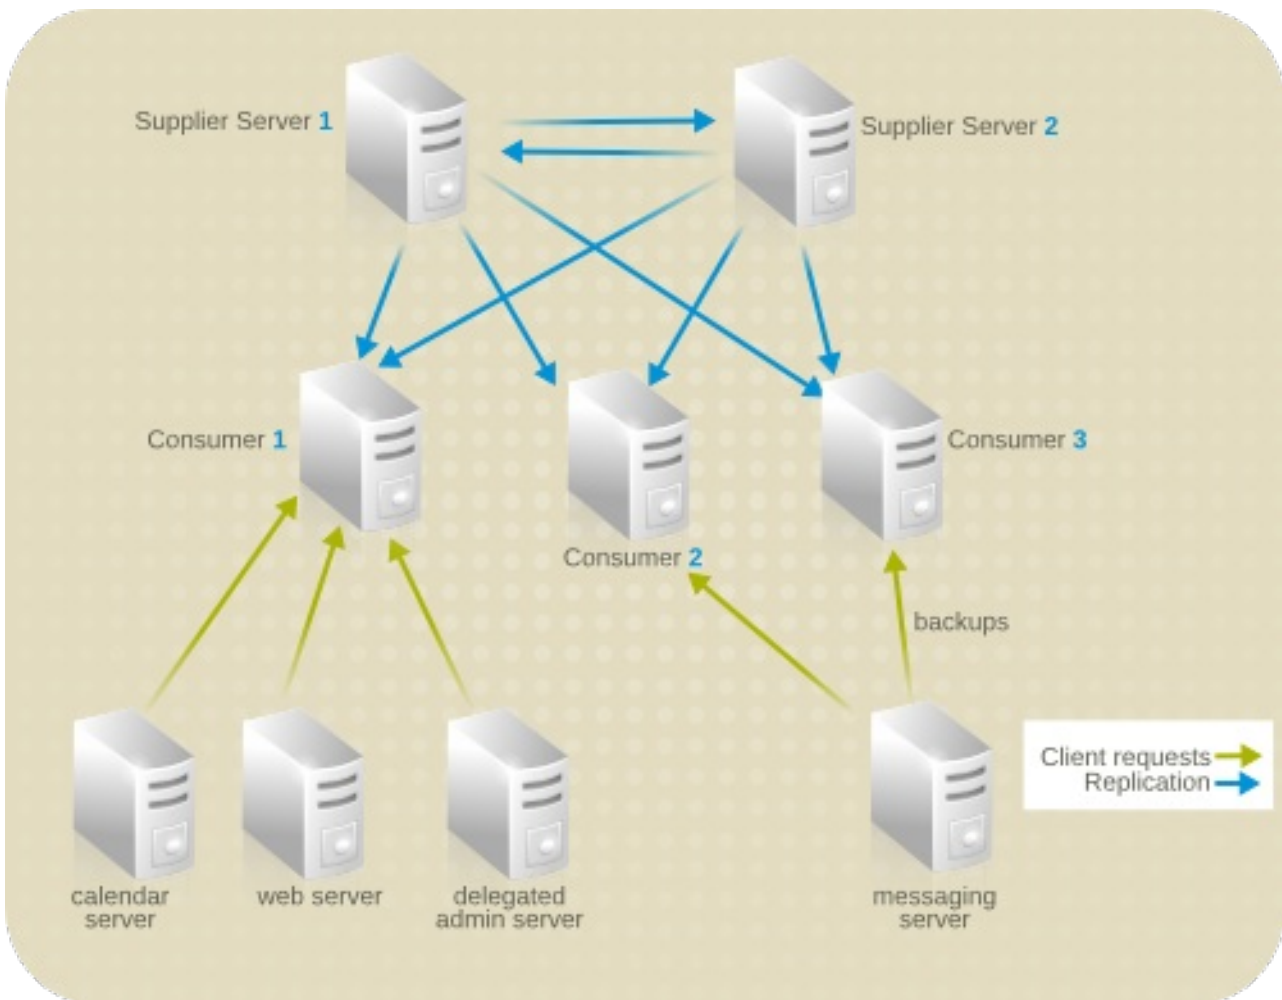 Supplier Server 1
Supplier Server 2
Consumer 1
Consumer 3
Consumer 2
backups
Client requests
Replication
calendar
server
web server
delegated
admin server
messaging
server